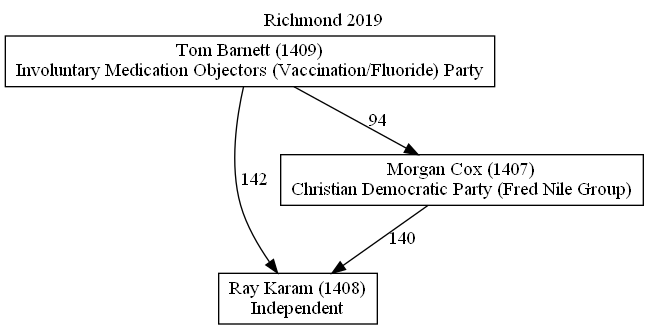 Richmond 2019
Tom Barnett (1409)
Involuntary Medication Objectors (Vaccination/Fluoride) Party
94
Morgan Cox (1407)
Christian Democratic Party (Fred Nile Group)
142
140
Ray Karam (1408)
Independent